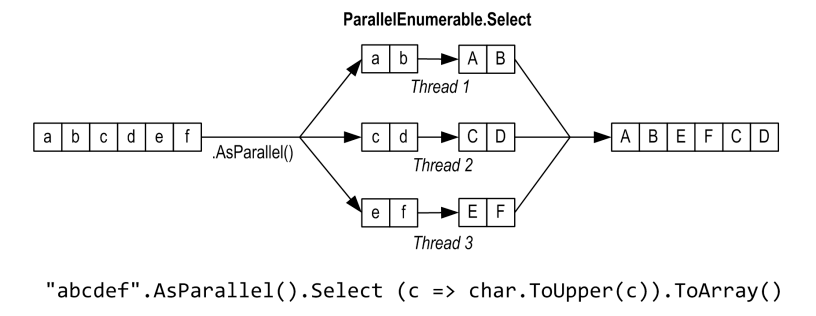 ParallelEnumerable.Select
a b A B
Thread 1
a b c d e f .AsParallel() c d C D A B E F C D
Thread 2
e f E F
Thread 3
"abcdef".AsParallel().Select (c => char.ToUpper(c)).ToArray()